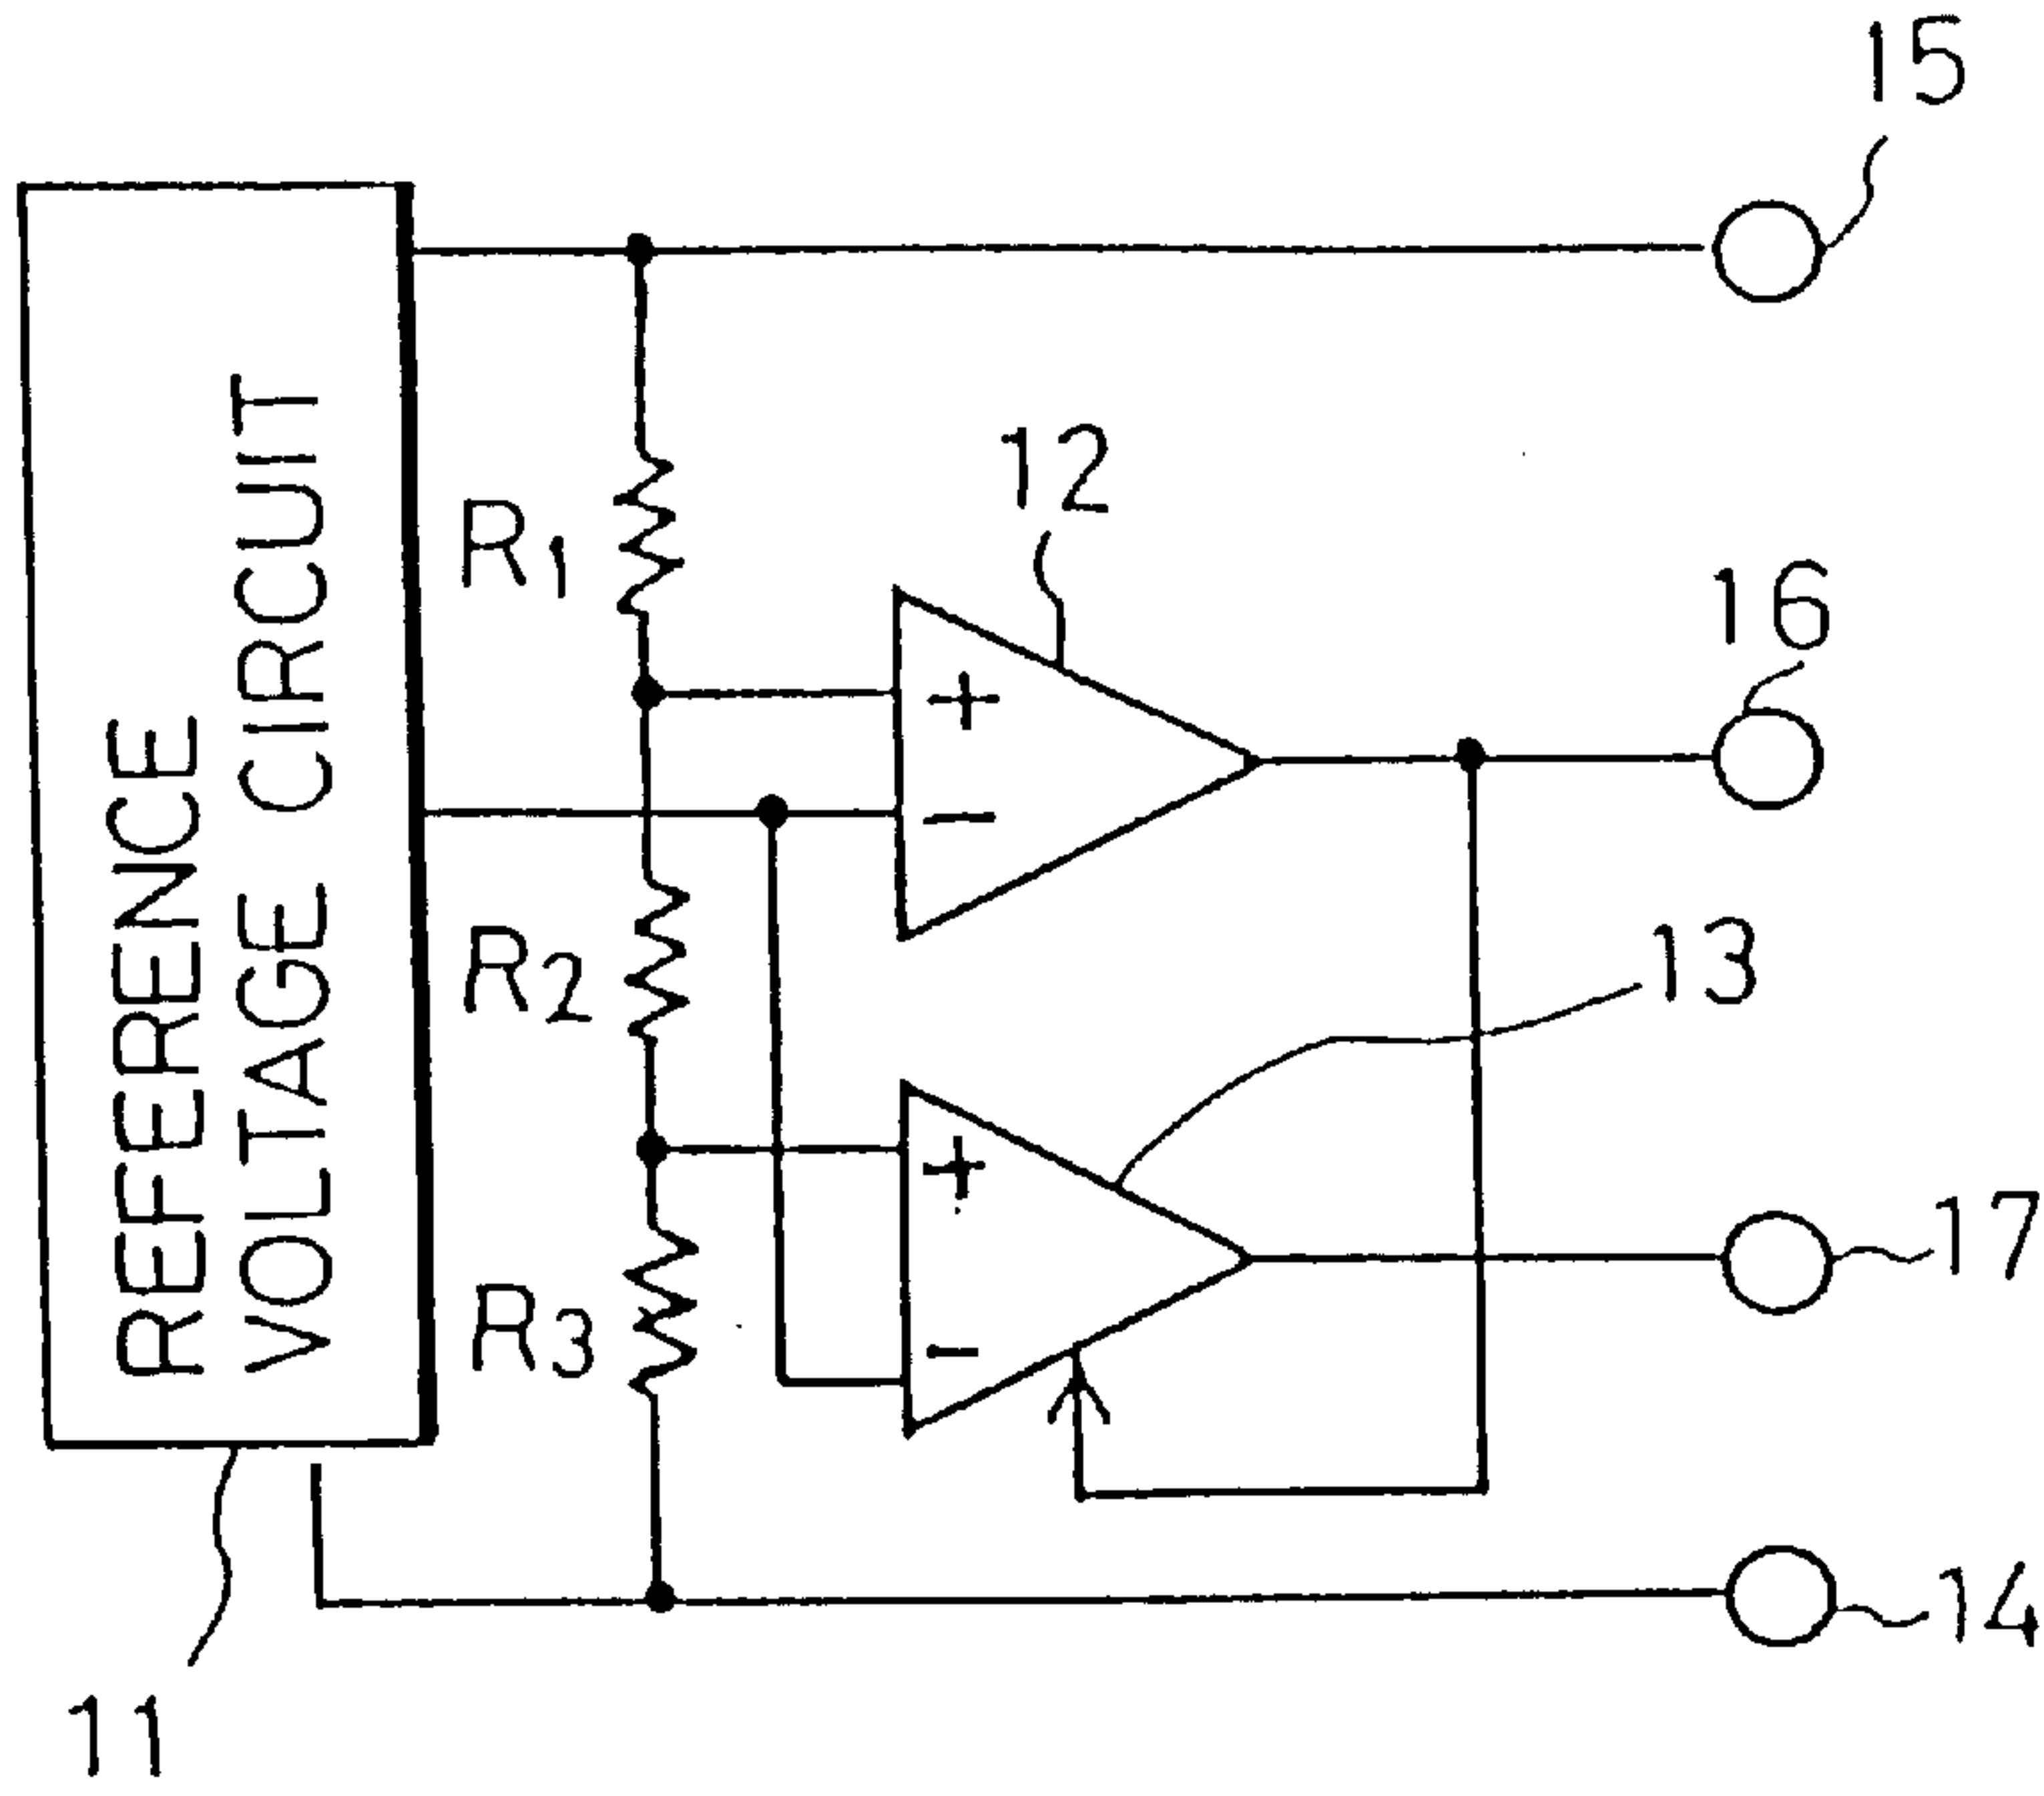 15
REFERENCE
VOLTAGE CIRCUIT
R1
12
+
−
16
R2
13
+
−
R3
17
14
11